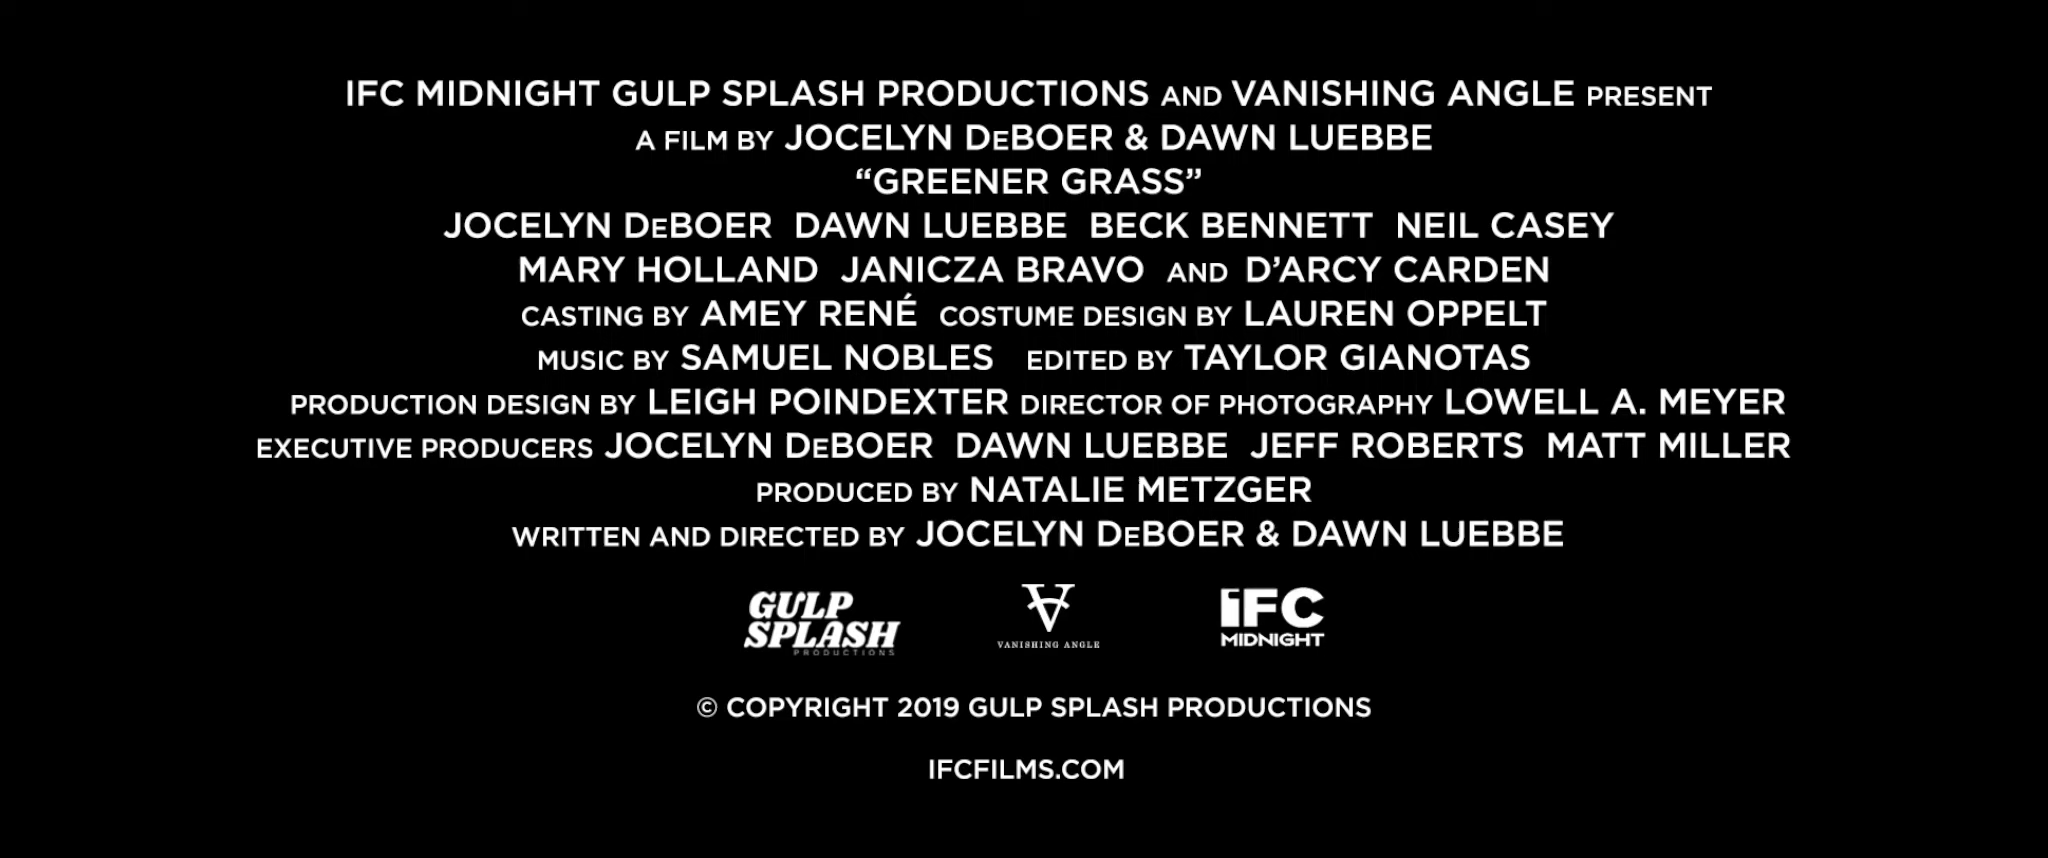 IFC MIDNIGHT GULP SPLASH PRODUCTIONS AND VANISHING ANGLE PRESENT
A FILM BY JOCELYN DeBOER & DAWN LUEBBE
“GREENER GRASS”
JOCELYN DeBOER DAWN LUEBBE BECK BENNETT NEIL CASEY
MARY HOLLAND JANICZA BRAVO AND D’ARCY CARDEN
CASTING BY AMEY RENÉ COSTUME DESIGN BY LAUREN OPPELT
MUSIC BY SAMUEL NOBLES EDITED BY TAYLOR GIANOTAS
PRODUCTION DESIGN BY LEIGH POINDEXTER DIRECTOR OF PHOTOGRAPHY LOWELL A. MEYER
EXECUTIVE PRODUCERS JOCELYN DeBOER DAWN LUEBBE JEFF ROBERTS MATT MILLER
PRODUCED BY NATALIE METZGER
WRITTEN AND DIRECTED BY JOCELYN DeBOER & DAWN LUEBBE
GULP
SPLASH
PRODUCTIONS
VA
VANISHING ANGLE
IFC
MIDNIGHT
© COPYRIGHT 2019 GULP SPLASH PRODUCTIONS
IFCFILMS.COM